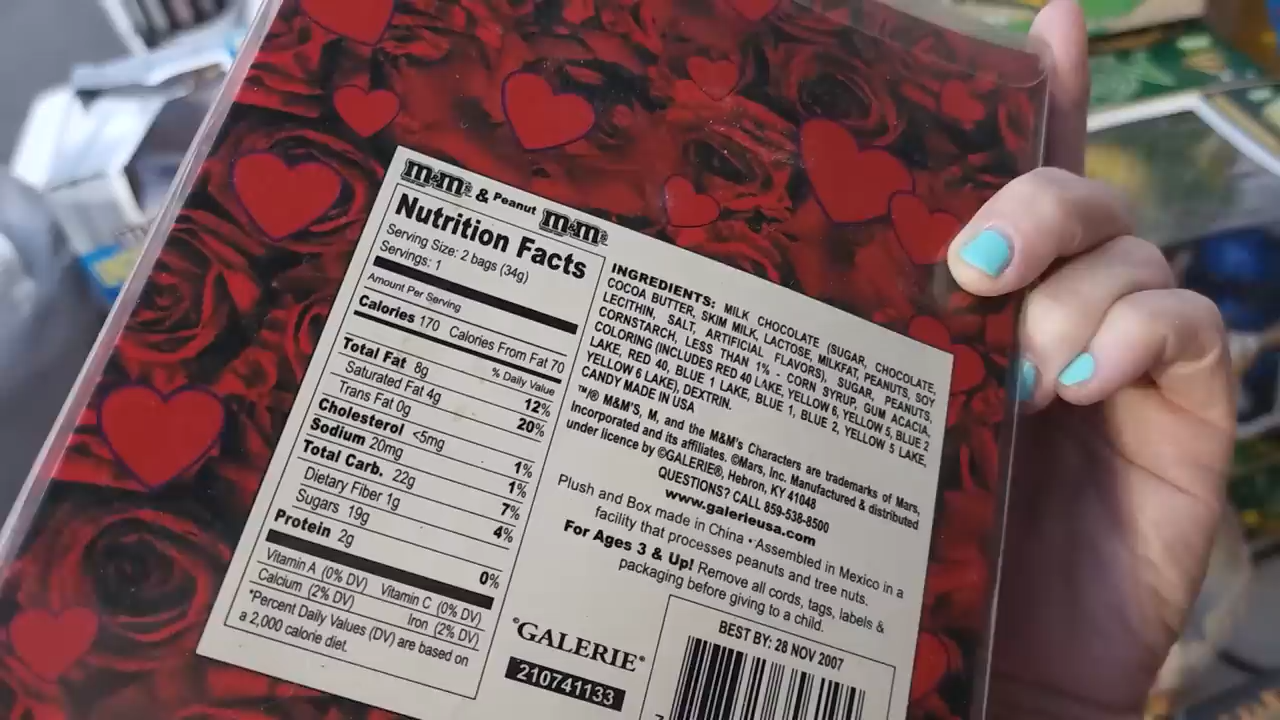 m&m's & Peanut m&m's
Nutrition Facts
Serving Size: 2 bags (34g)
Servings: 1
Amount Per Serving
Calories 170 Calories From Fat 70
% Daily Value
Total Fat 8g 12%
Saturated Fat 4g 20%
Trans Fat 0g
Cholesterol <5mg 1%
Sodium 20mg 1%
Total Carb. 22g 7%
Dietary Fiber 1g 4%
Sugars 19g
Protein 2g 0%
Vitamin A (0% DV) Vitamin C (0% DV)
Calcium (2% DV) Iron (2% DV)
*Percent Daily Values (DV) are based on
a 2,000 calorie diet.
INGREDIENTS: MILK CHOCOLATE (SUGAR, CHOCOLATE,
COCOA BUTTER, SKIM MILK, LACTOSE, MILKFAT, PEANUTS, SOY
LECITHIN, SALT, ARTIFICIAL FLAVORS), SUGAR, PEANUTS,
CORNSTARCH, LESS THAN 1% - CORN SYRUP, GUM ACACIA,
COLORING (INCLUDES RED 40 LAKE, YELLOW 6, YELLOW 5, BLUE 2
LAKE, RED 40, BLUE 1 LAKE, BLUE 1, BLUE 2, YELLOW 5 LAKE,
YELLOW 6 LAKE), DEXTRIN.
CANDY MADE IN USA
™/® M&M'S, M, and the M&M's Characters are trademarks of Mars,
Incorporated and its affiliates. ©Mars, Inc. Manufactured & distributed
under licence by ©GALERIE®, Hebron, KY 41048
QUESTIONS? CALL 859-538-8500
www.galerieusa.com
Plush and Box made in China • Assembled in Mexico in a
facility that processes peanuts and tree nuts.
For Ages 3 & Up! Remove all cords, tags, labels &
packaging before giving to a child.
GALERIE®
210741133
BEST BY: 28 NOV 2007